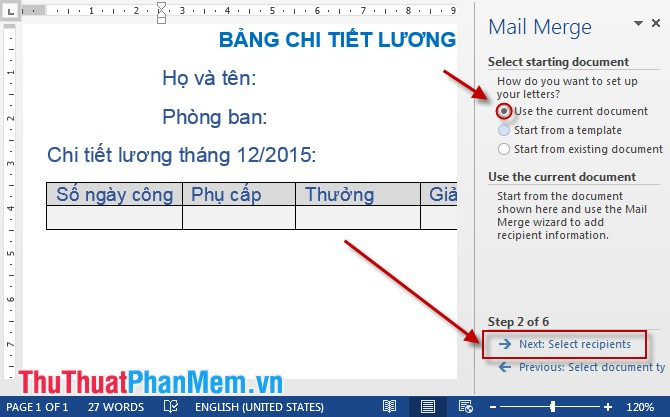 BẢNG CHI TIẾT LƯƠNG
Họ và tên:
Phòng ban:
Chi tiết lương tháng 12/2015:
Số ngày công Phụ cấp Thưởng Giả
Mail Merge
Select starting document
How do you want to set up
your letters?
Use the current document
Start from a template
Start from existing document
Use the current document
Start from the document
shown here and use the Mail
Merge wizard to add
recipient information.
Step 2 of 6
Next: Select recipients
Previous: Select document ty
ThuThuatPhanMem.vn
PAGE 1 OF 1 27 WORDS ENGLISH (UNITED STATES) 120%